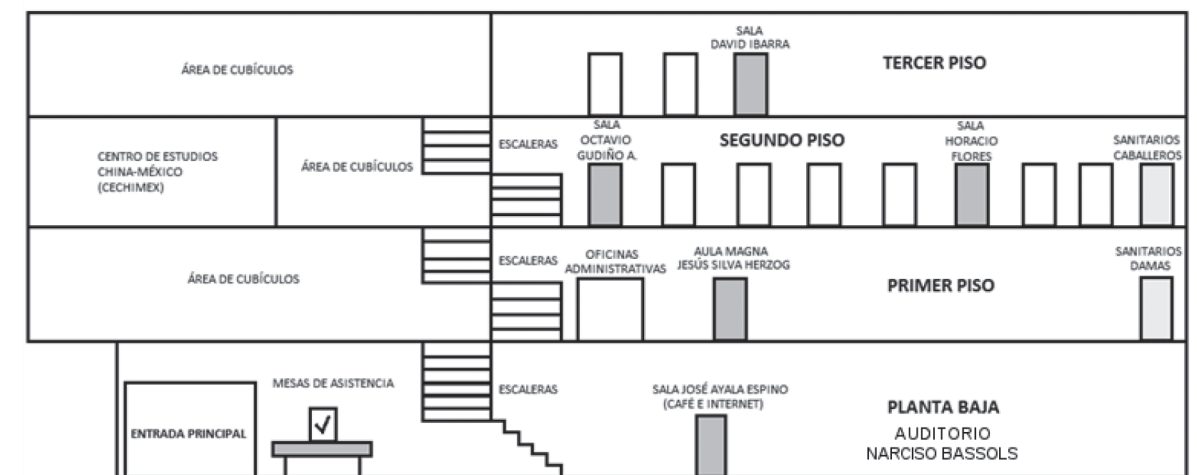 ÁREA DE CUBÍCULOS
SALA
DAVID IBARRA
TERCER PISO
CENTRO DE ESTUDIOS
CHINA-MÉXICO
(CECHIMEX)
ÁREA DE CUBÍCULOS
ESCALERAS
SALA
OCTAVIO
GUDIÑO A.
SEGUNDO PISO
SALA
HORACIO
FLORES
SANITARIOS
CABALLEROS
ÁREA DE CUBÍCULOS
ESCALERAS
OFICINAS
ADMINISTRATIVAS
AULA MAGNA
JESÚS SILVA HERZOG
PRIMER PISO
SANITARIOS
DAMAS
ENTRADA PRINCIPAL
MESAS DE ASISTENCIA
ESCALERAS
SALA JOSÉ AYALA ESPINO
(CAFÉ E INTERNET)
PLANTA BAJA
AUDITORIO
NARCISO BASSOLS